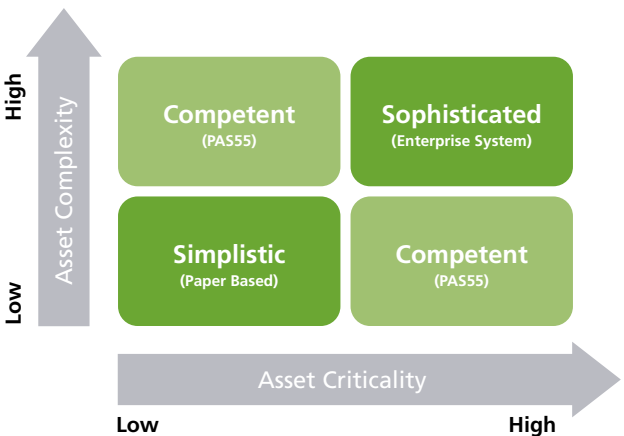 High
Asset Complexity
Low
Competent
(PAS55)
Sophisticated
(Enterprise System)
Simplistic
(Paper Based)
Competent
(PAS55)
Asset Criticality
Low
High